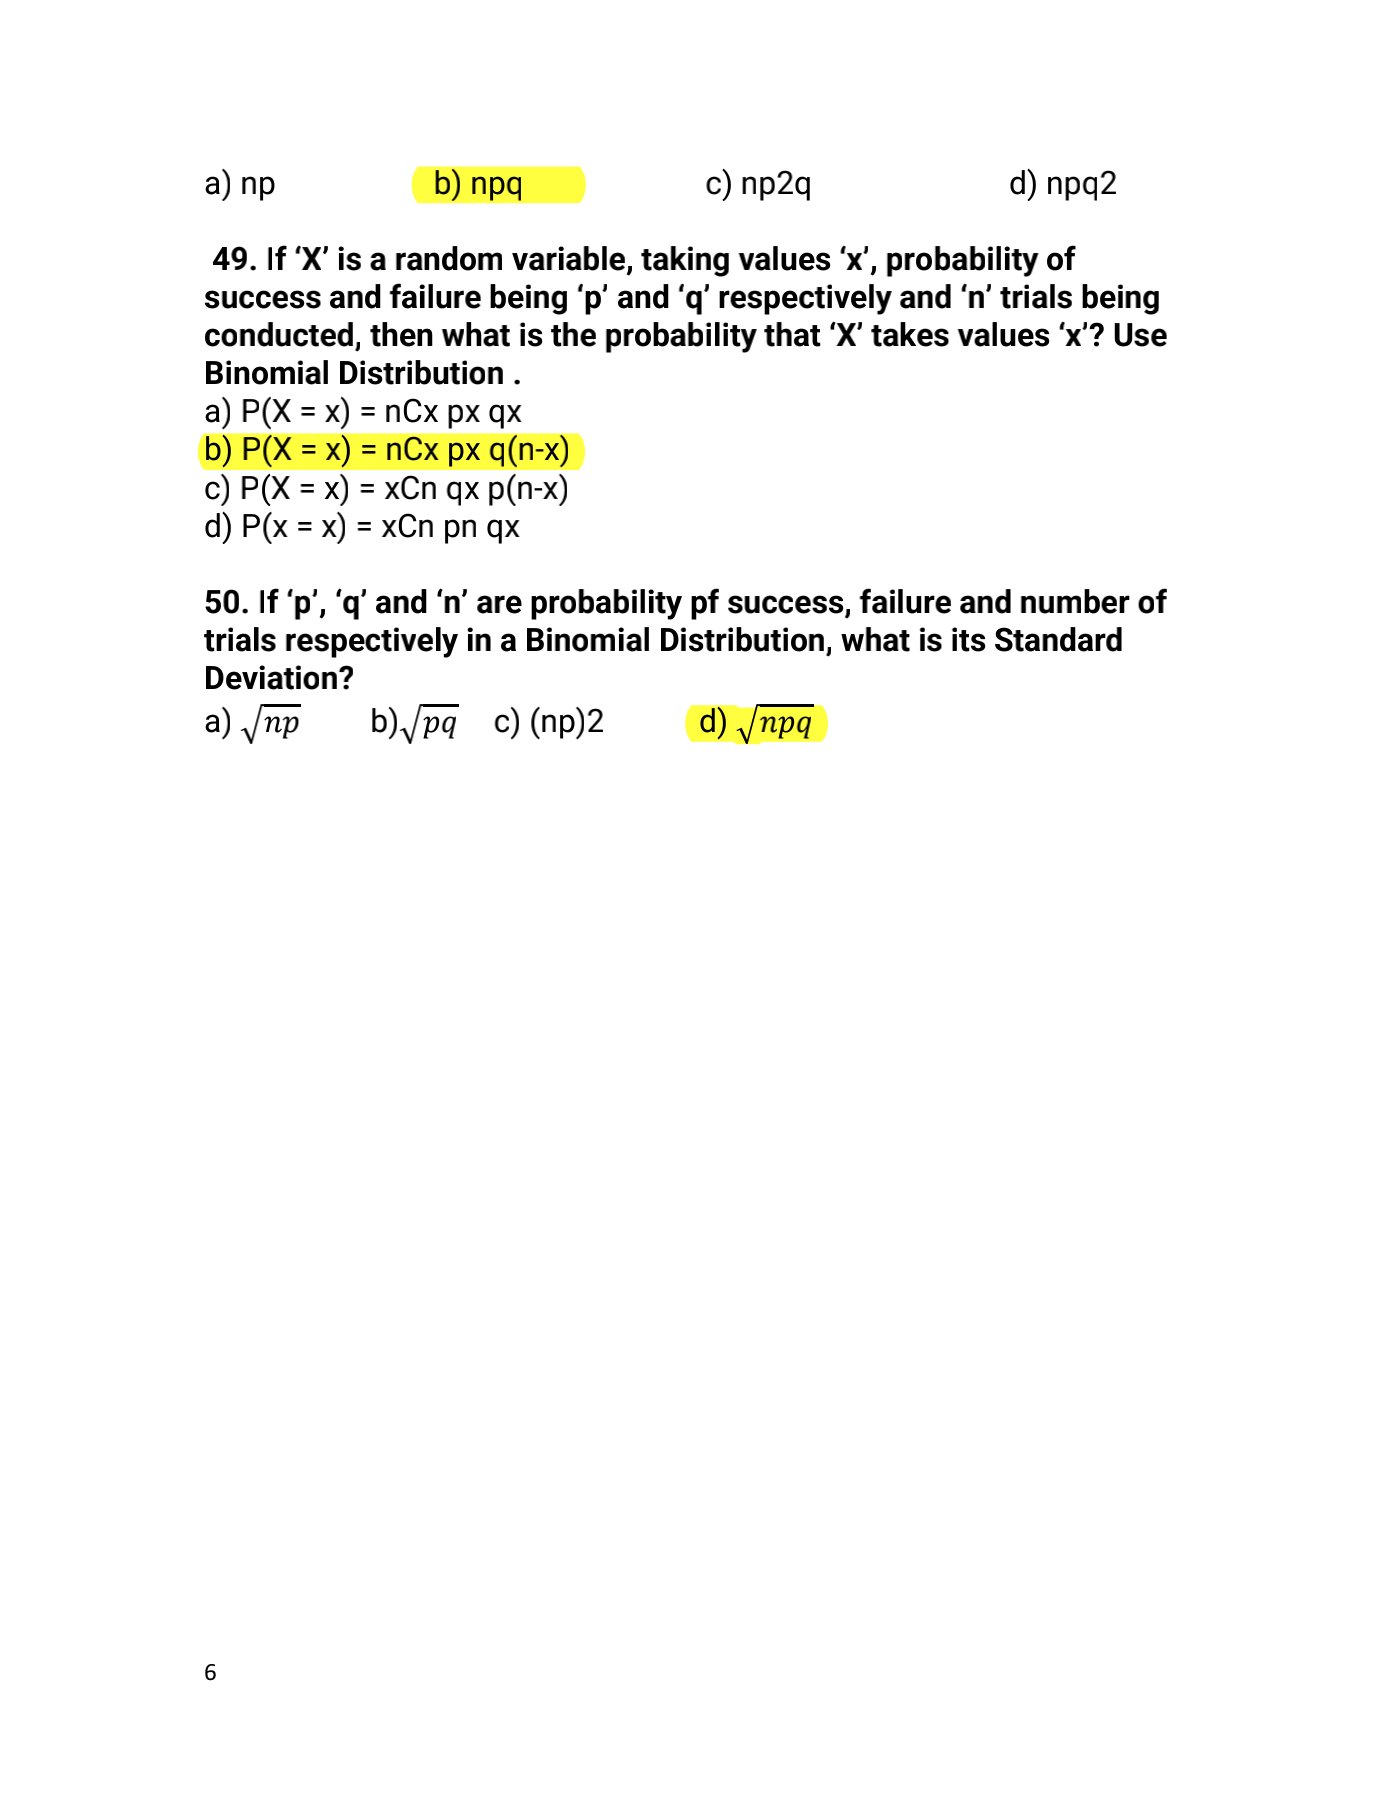 a) np b) npq c) np2q d) npq2
49. If ‘X’ is a random variable, taking values ‘x’, probability of
success and failure being ‘p’ and ‘q’ respectively and ‘n’ trials being
conducted, then what is the probability that ‘X’ takes values ‘x’? Use
Binomial Distribution .
a) P(X = x) = nCx px qx
b) P(X = x) = nCx px q(n-x)
c) P(X = x) = xCn qx p(n-x)
d) P(x = x) = xCn pn qx
50. If ‘p’, ‘q’ and ‘n’ are probability pf success, failure and number of
trials respectively in a Binomial Distribution, what is its Standard
Deviation?
a) √np b)√pq c) (np)2 d) √npq
6